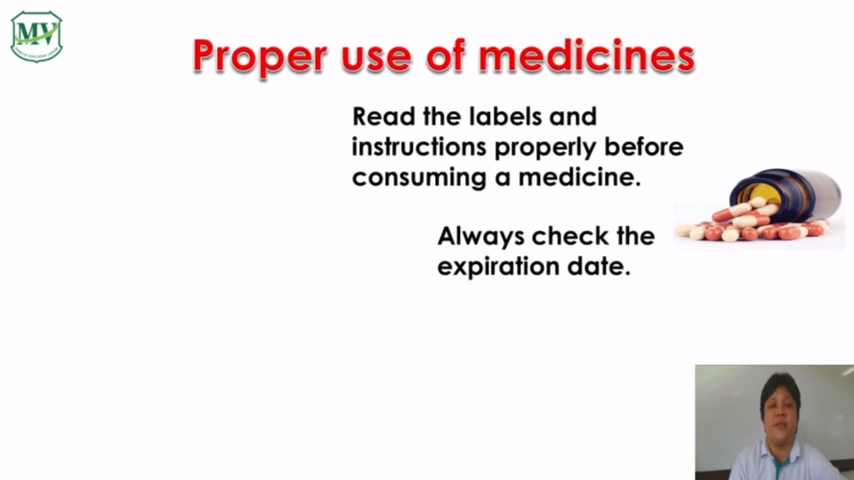 MV
Proper use of medicines
Read the labels and
instructions properly before
consuming a medicine.
Always check the
expiration date.